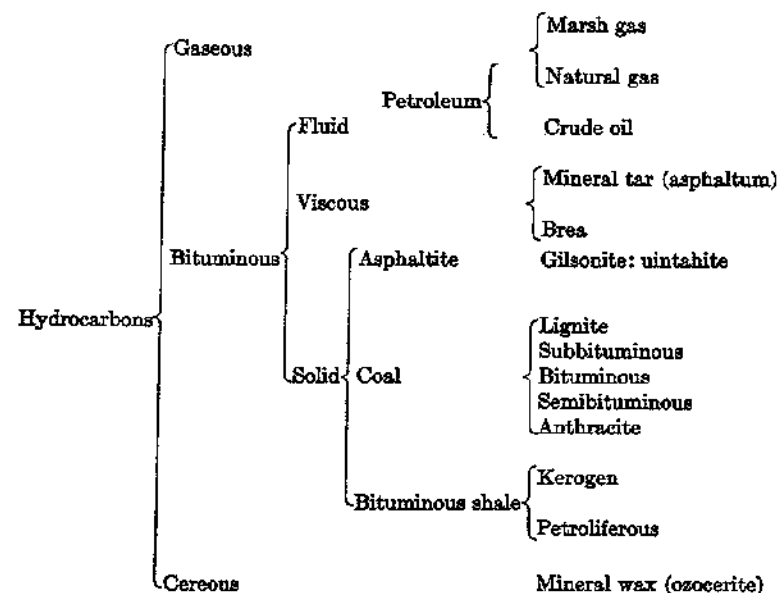 Marsh gas
Gaseous
Natural gas
Petroleum
Fluid
Crude oil
Mineral tar (asphaltum)
Viscous
Brea
Bituminous
Asphaltite
Gilsonite: uintahite
Hydrocarbons
Lignite
Subbituminous
Solid
Coal
Bituminous
Semibituminous
Anthracite
Kerogen
Bituminous shale
Petroliferous
Cereous
Mineral wax (ozocerite)